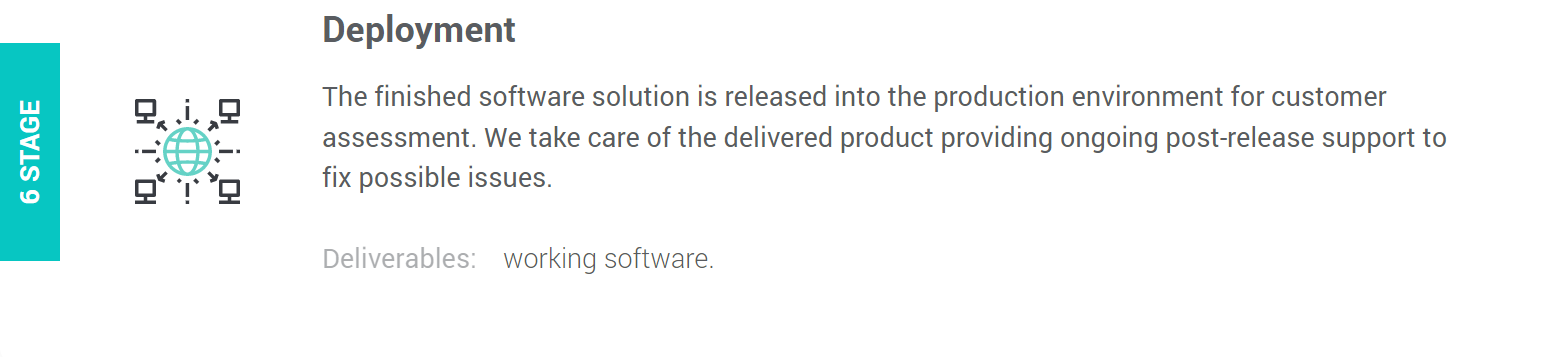 Deployment
6 STAGE
The finished software solution is released into the production environment for customer
assessment. We take care of the delivered product providing ongoing post-release support to
fix possible issues.
Deliverables: working software.